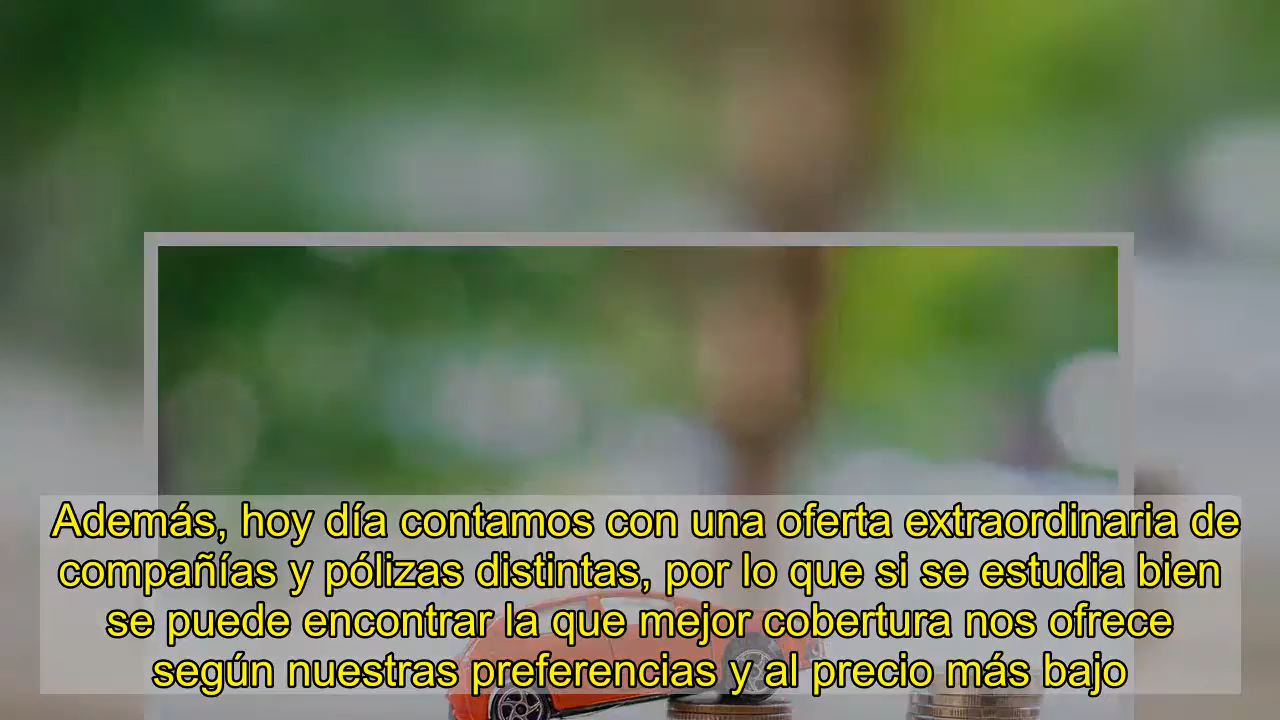 Además, hoy día contamos con una oferta extraordinaria de
compañías y pólizas distintas, por lo que si se estudia bien
se puede encontrar la que mejor cobertura nos ofrece
según nuestras preferencias y al precio más bajo